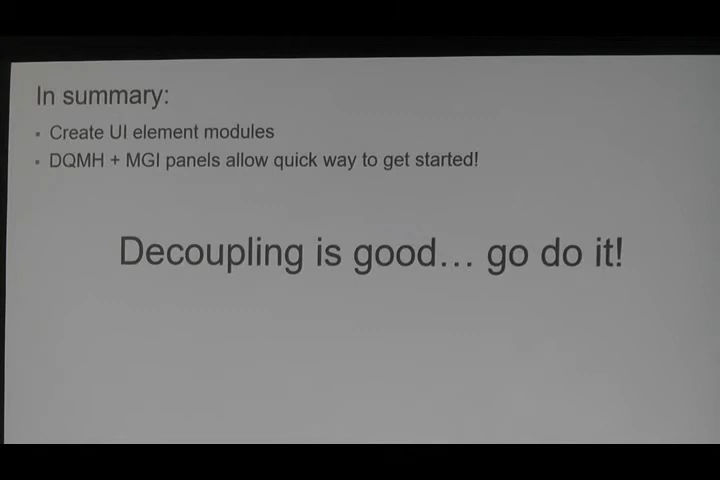 In summary:
▪ Create UI element modules
▪ DQMH + MGI panels allow quick way to get started!
Decoupling is good… go do it!